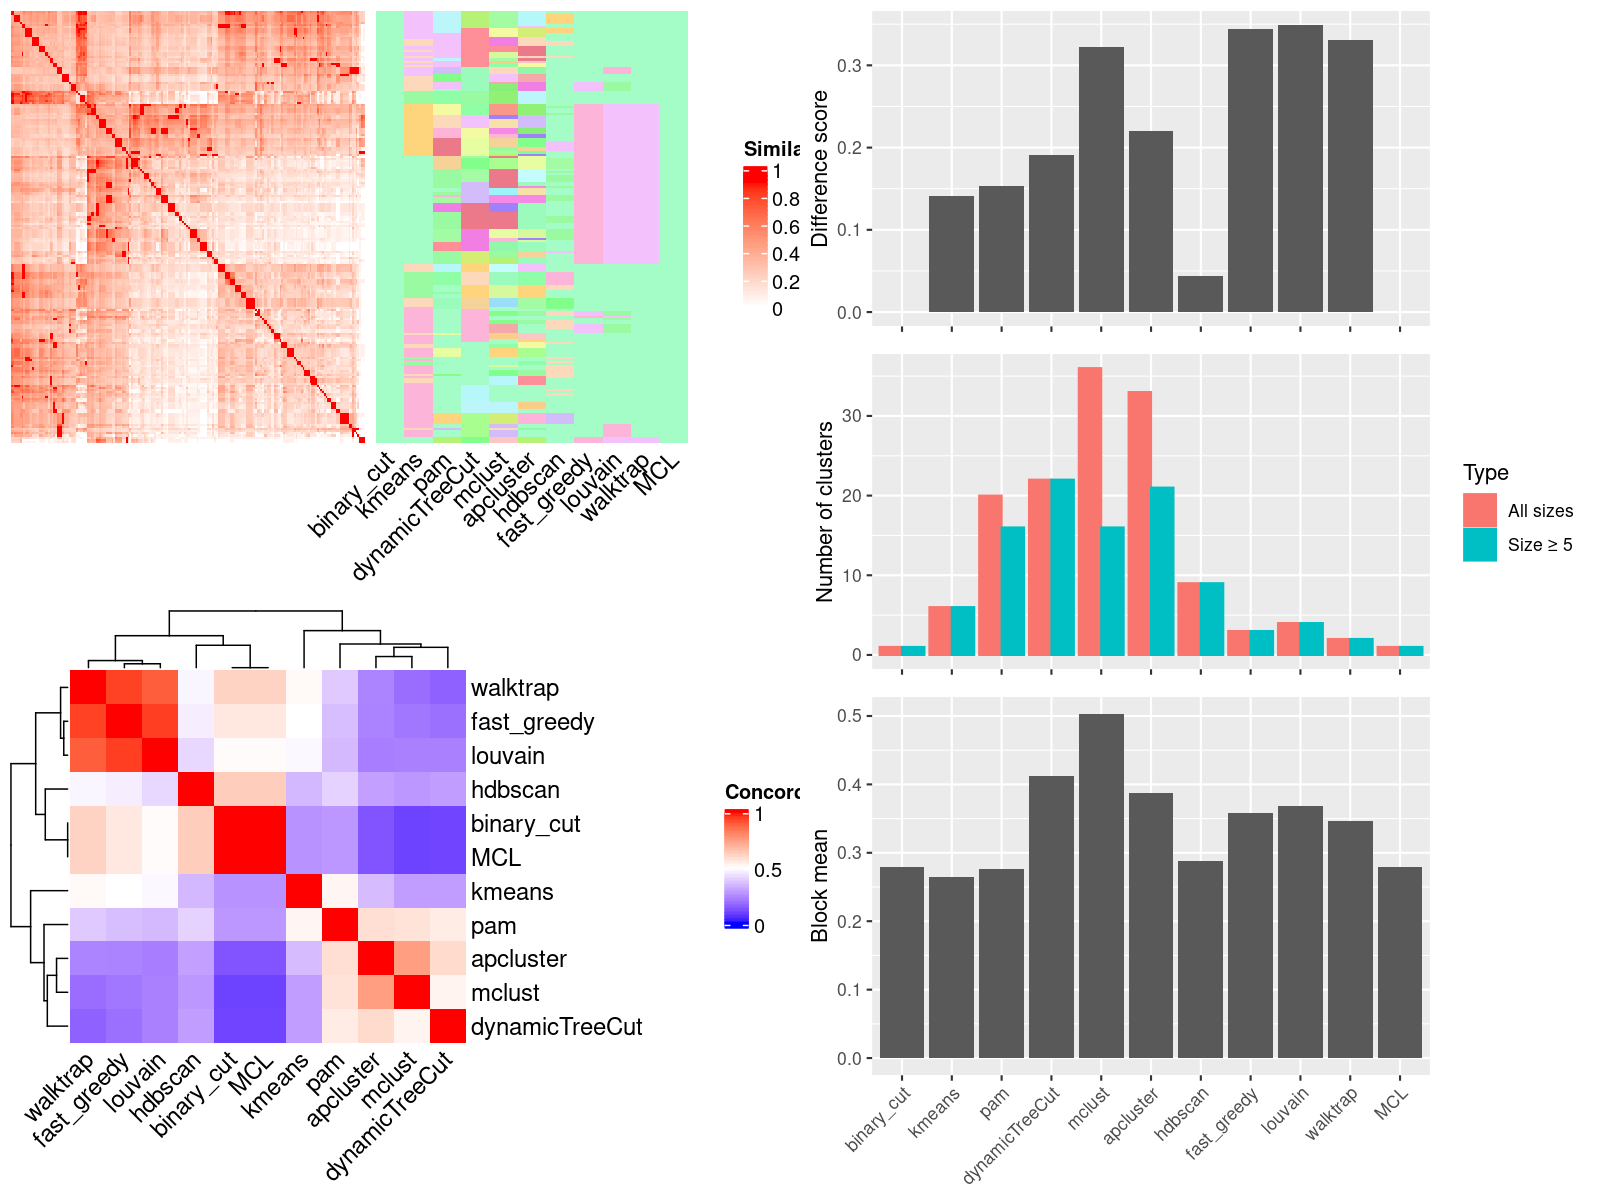 Simila
1
0.8
0.6
0.4
0.2
0
binary_cut
kmeans
pam
dynamicTreeCut
mclust
apcluster
hdbscan
fast_greedy
louvain
walktrap
MCL
walktrap
fast_greedy
louvain
hdbscan
binary_cut
MCL
kmeans
pam
apcluster
mclust
dynamicTreeCut
walktrap
fast_greedy
louvain
hdbscan
binary_cut
MCL
kmeans
pam
apcluster
mclust
dynamicTreeCut
Concord
1
0.5
0
Difference score
0.3
0.2
0.1
0.0
Number of clusters
30
20
10
0
Type
All sizes
Size ≥ 5
Block mean
0.5
0.4
0.3
0.2
0.1
0.0
binary_cut
kmeans
pam
dynamicTreeCut
mclust
apcluster
hdbscan
fast_greedy
louvain
walktrap
MCL